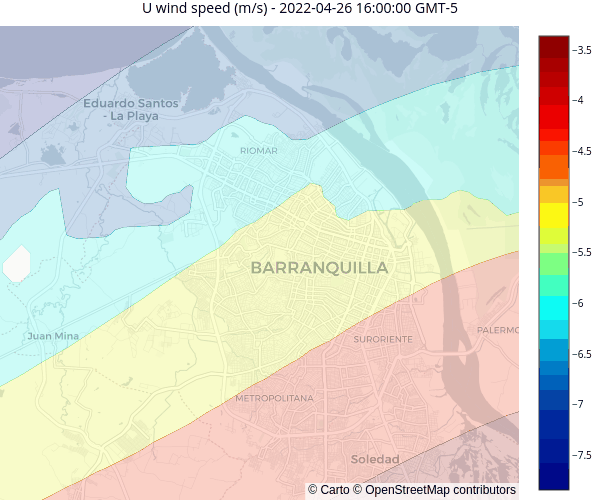 U wind speed (m/s) - 2022-04-26 16:00:00 GMT-5
Eduardo Santos
- La Playa
RIOMAR
BARRANQUILLA
Juan Mina
SURORIENTE
PALERMO
METROPOLITANA
Soledad
© Carto © OpenStreetMap contributors
−3.5
−4
−4.5
−5
−5.5
−6
−6.5
−7
−7.5